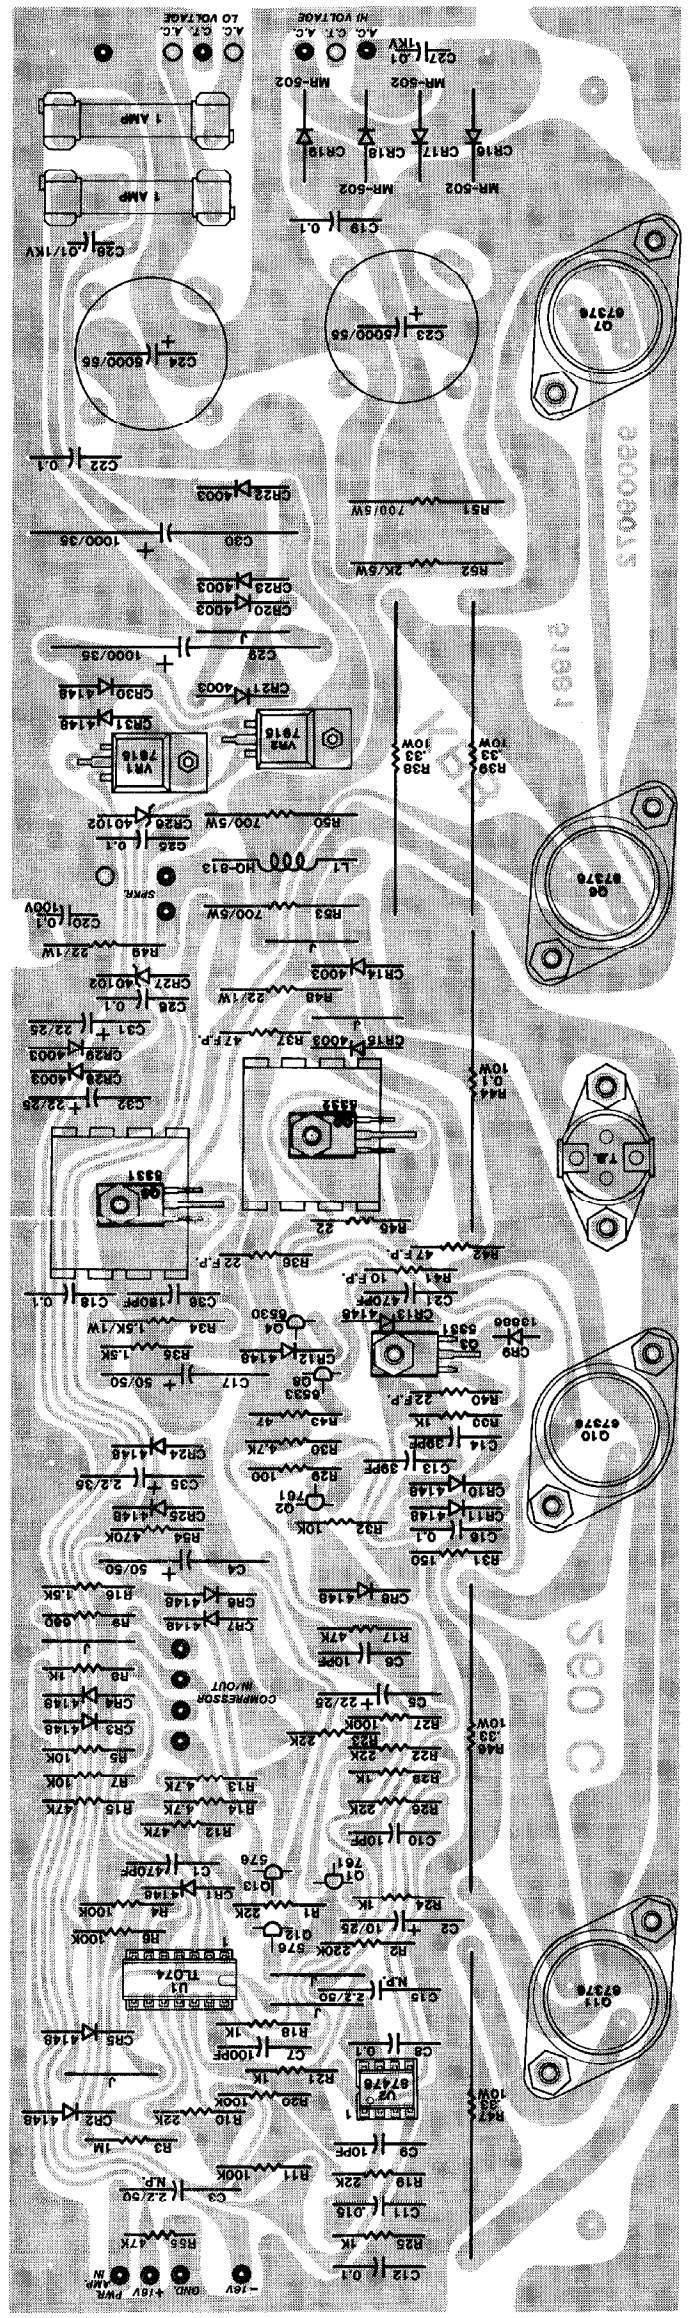 LO VOLTAGE
A.C. C.T. A.C.
HI VOLTAGE
A.C. C.T. A.C.
C27
.01
1KV
MR-502
MR-502
1 AMP
CR19
CR18
CR17
CR16
MR-502
MR-502
1 AMP
C19
0.1
C28
.01/1KV
Q7
67376
C24
5000/55
C23
5000/55
C22
0.1
CR22
4003
R51
700/5W
27060066
C30
1000/35
R52
2K/5W
CR23
4003
CR20
4003
J
C29
1000/35
18916
CR30
4148
CR21
4003
CR31
4148
VR2
7915
VR1
7815
R38
.33
10W
R39
.33
10W
CR26
40102
R50
700/5W
C25
0.1
L1
HQ-813
SPKR.
Q6
67376
C20
0.1
100V
R53
700/5W
R49
22/1W
J
CR14
4003
CR27
40102
R48
22/1W
C26
0.1
C31
22/25
R37
47 F.P.
J
CR15
4003
CR29
4003
CR28
4003
R44
0.1
10W
C32
22/25
5332
T.B.
5331
R45
22
R36
22 F.P.
R42
47 F.P.
R41
10 F.P.
C18
0.1
C36
180PF
C21
470PF
R34
1.5K/1W
Q4
6530
CR13
4148
CR9
13886
R35
1.5K
CR12
4148
Q3
5331
C17
50/50
Q8
6533
R40
22 F.P.
R43
47
1K
Q10
67376
CR24
4148
R30
4.7K
C14
39PF
C35
2.2/35
R29
100
C13
39PF
CR10
4148
CR25
4148
Q2
761
CR11
4148
R54
470K
R32
10K
C16
0.1
C4
50/50
R31
150
R16
1.5K
CR6
4148
CR8
4148
R9
680
CR7
4148
R17
47K
J
C6
10PF
260 C
R8
1K
COMPRESSOR
IN/OUT
CR4
4148
C5
22/25
CR3
4148
R27
100K
R46
.33
10W
R23
22K
R5
10K
R22
22K
R7
10K
R13
4.7K
R28
1K
R15
47K
R14
4.7K
R26
22K
R12
47K
C10
10PF
C1
470PF
Q13
576
Q1
761
CR1
4148
R4
100K
R1
22K
R24
1K
R6
100K
Q12
576
C2
10/25
R2
220K
1
U1
TL074
J
C15
2.2/50
N.P.
J
Q11
67376
CR5
4148
R18
1K
C7
100PF
C8
0.1
J
R21
1K
U2
87478
R20
100K
1
R47
.33
10W
CR2
4148
R10
22K
R3
1M
C9
10PF
R11
100K
R19
22K
C3
2.2/50
N.P.
C11
.015
R55
47K
R25
1K
C12
0.1
PWR.
AMP
IN
+16V
GND.
-16V